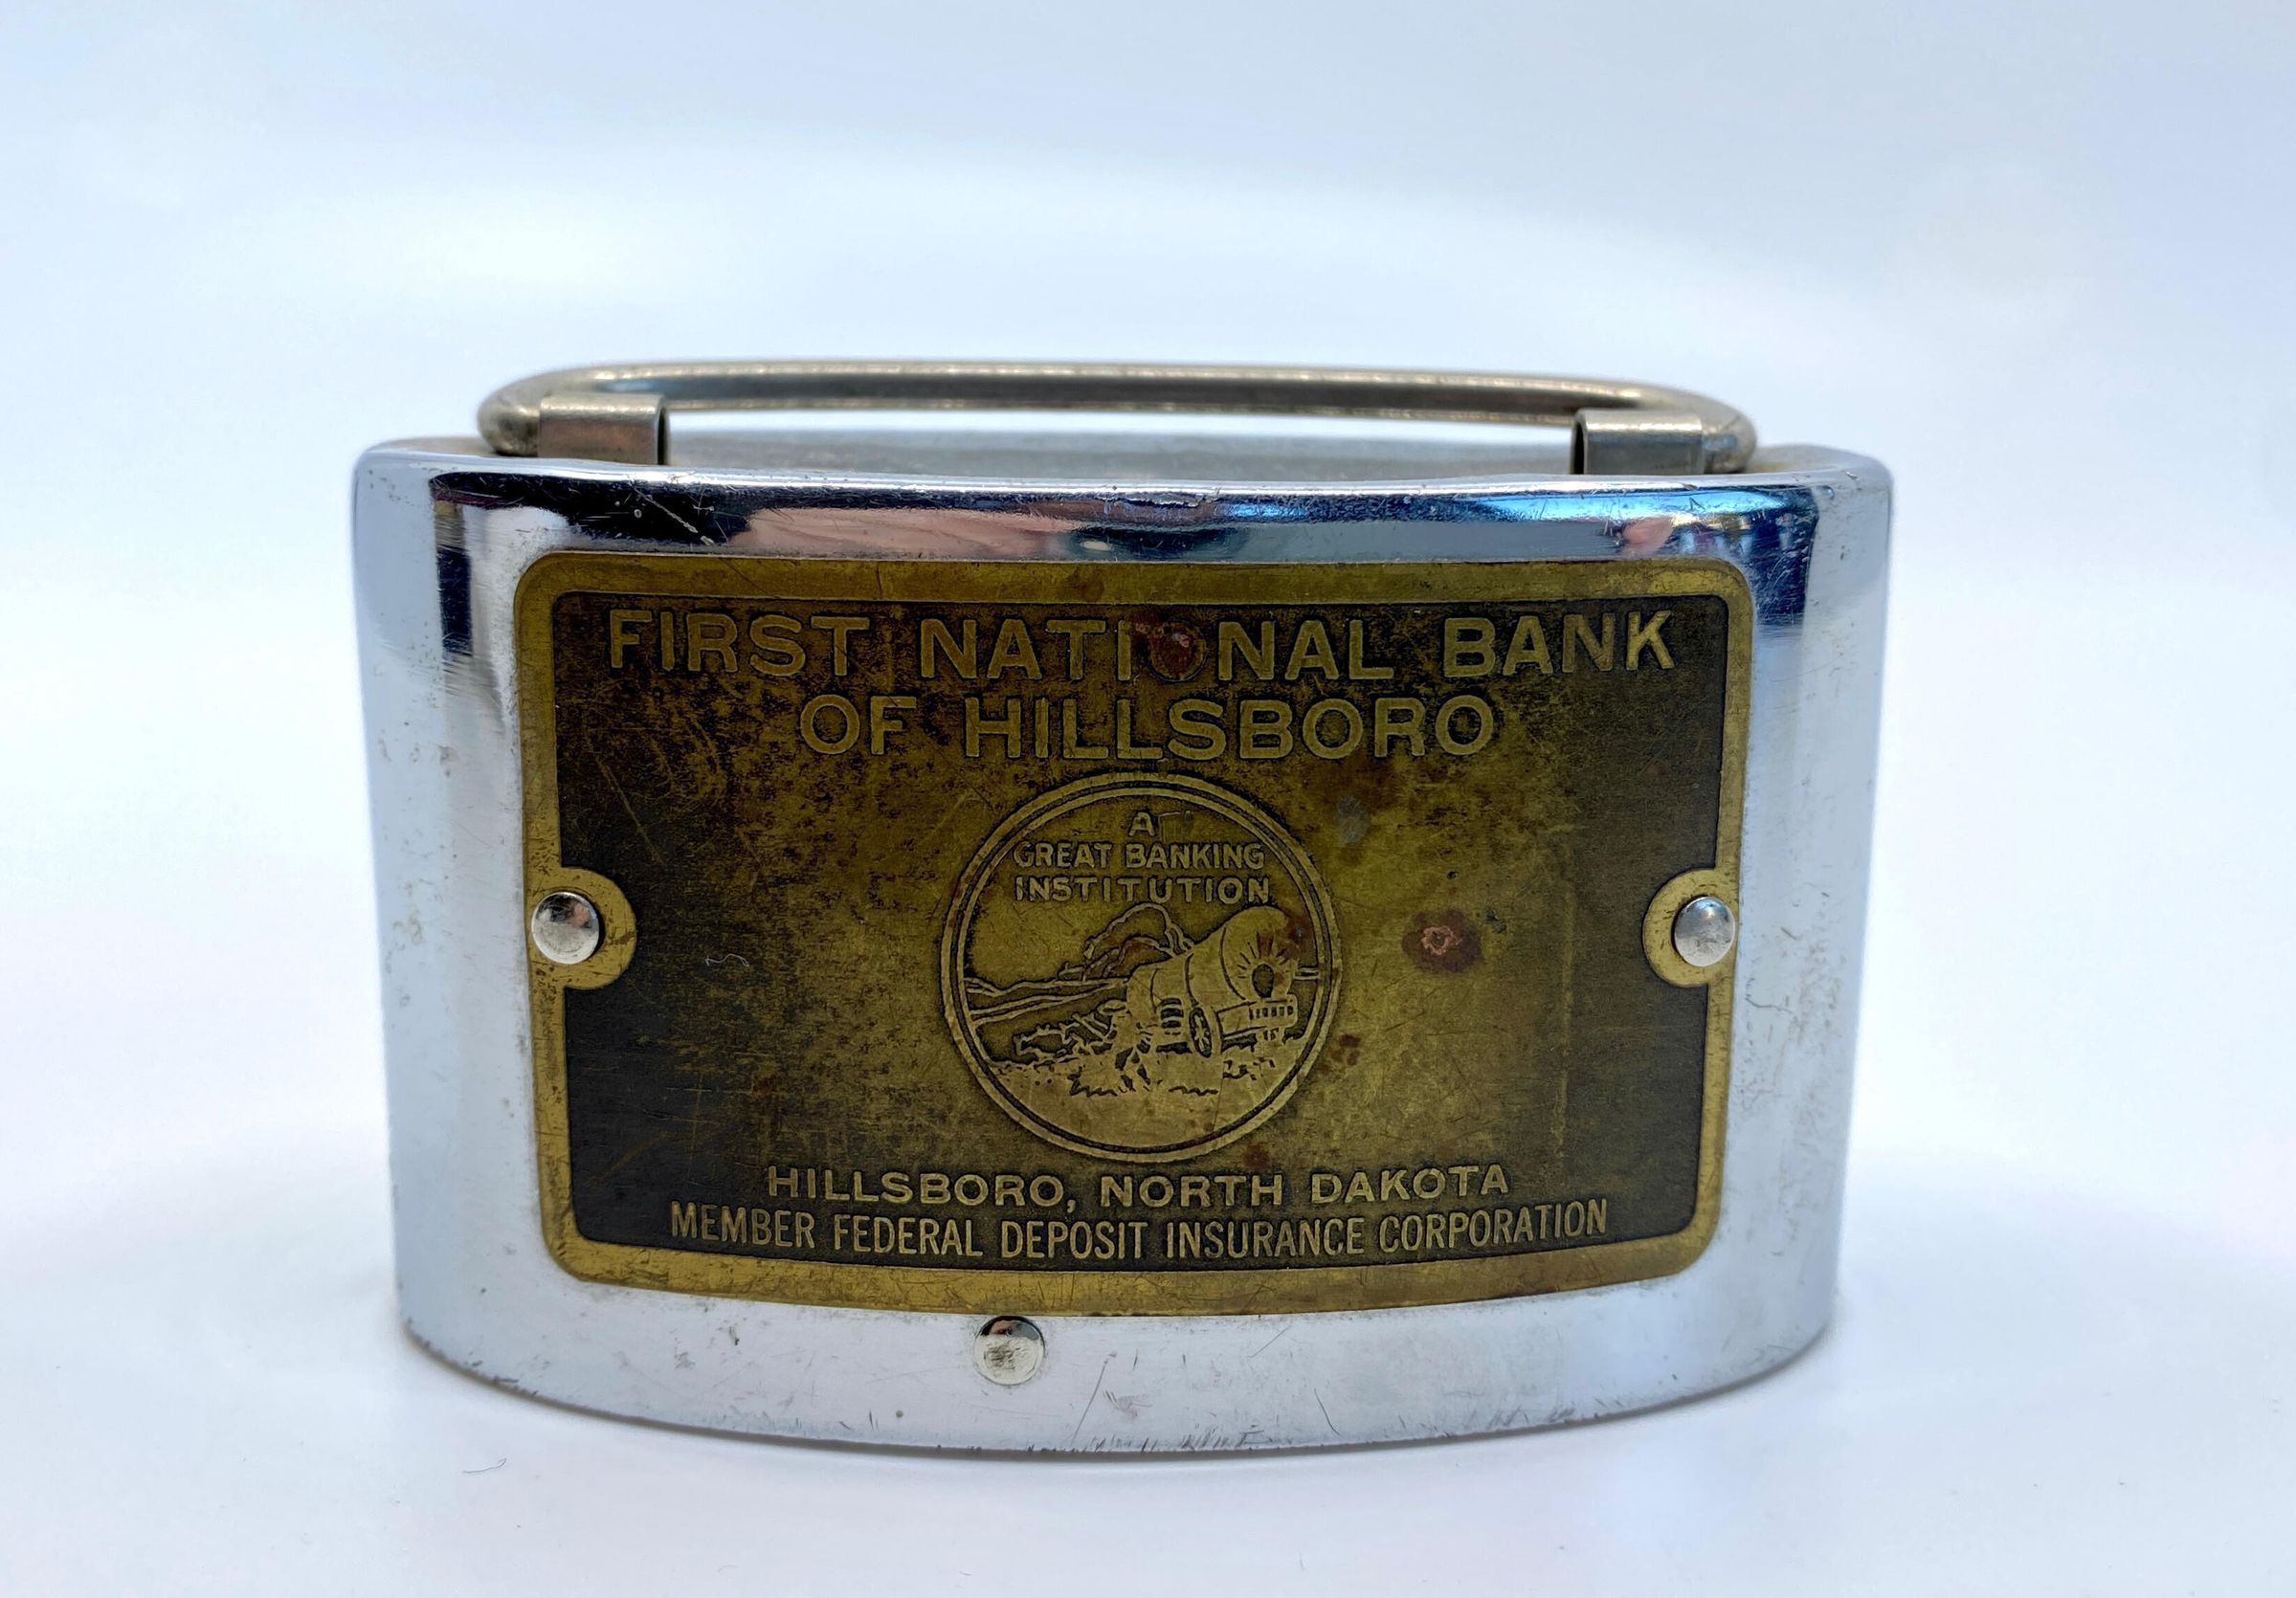 FIRST NATIONAL BANK
OF HILLSBORO
A
GREAT BANKING
INSTITUTION
HILLSBORO, NORTH DAKOTA
MEMBER FEDERAL DEPOSIT INSURANCE CORPORATION